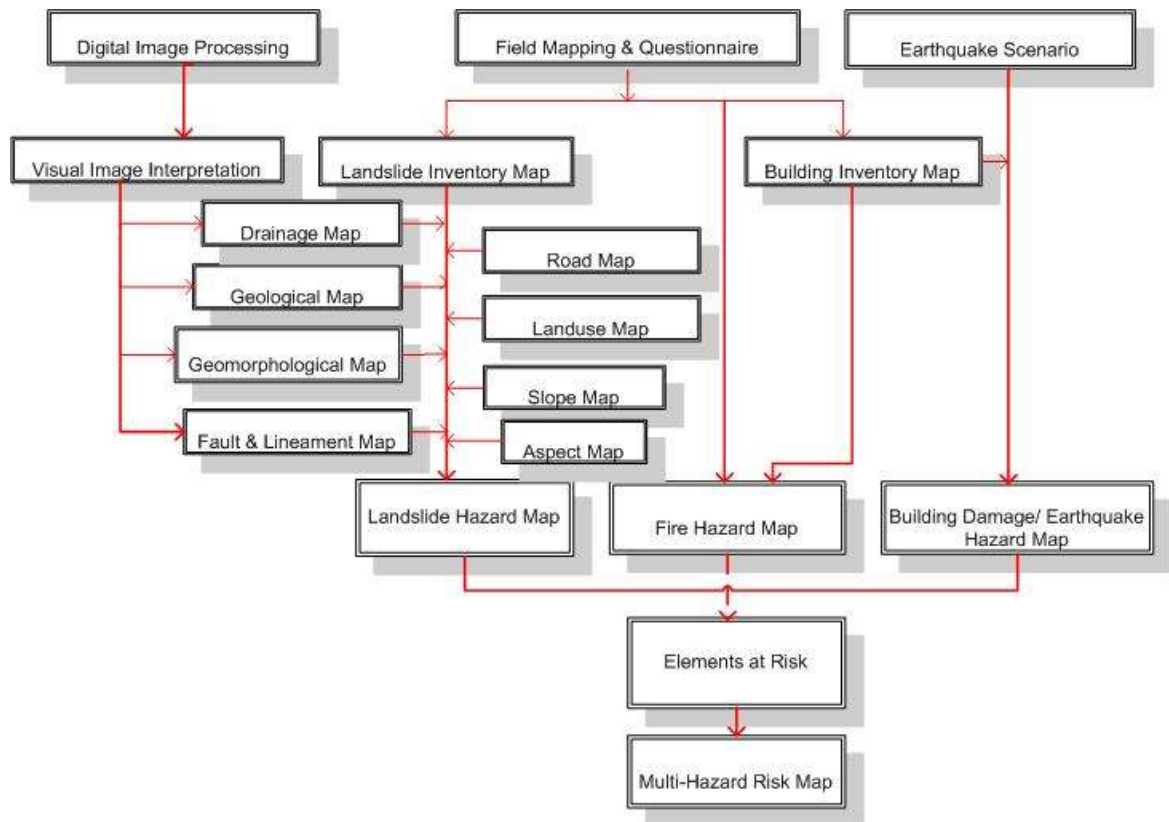 Digital Image Processing
Field Mapping & Questionnaire
Earthquake Scenario
Visual Image Interpretation
Landslide Inventory Map
Building Inventory Map
Drainage Map
Road Map
Geological Map
Landuse Map
Geomorphological Map
Slope Map
Fault & Lineament Map
Aspect Map
Landslide Hazard Map
Fire Hazard Map
Building Damage/ Earthquake
Hazard Map
Elements at Risk
Multi-Hazard Risk Map